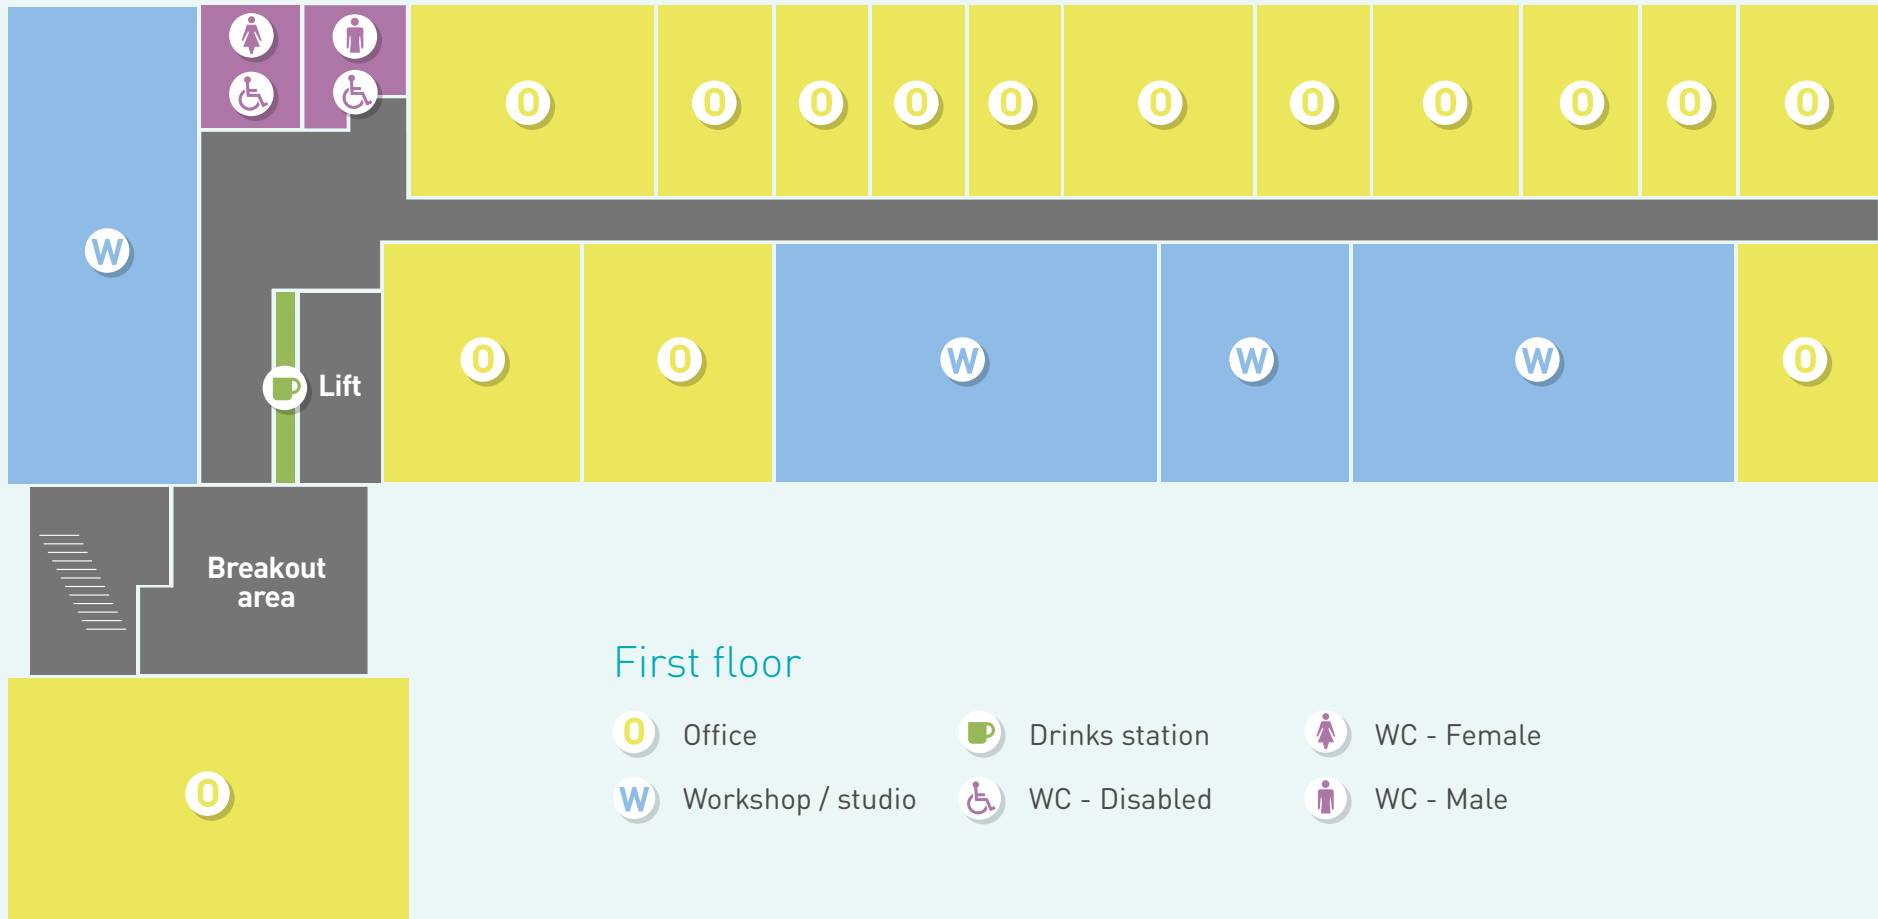 O O O O O O O O O O O
W
O O W W W O
Lift
Breakout
area
First floor
O Office
Drinks station
WC - Female
W Workshop / studio
WC - Disabled
WC - Male
O